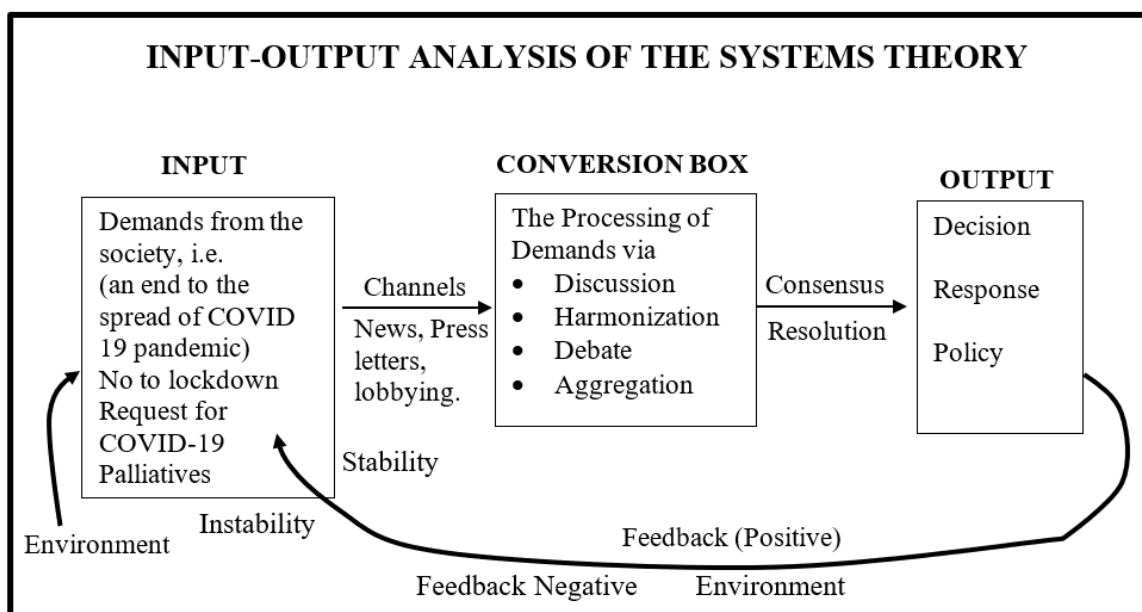 INPUT-OUTPUT ANALYSIS OF THE SYSTEMS THEORY
INPUT
Demands from the
society, i.e.
(an end to the
spread of COVID
19 pandemic)
No to lockdown
Request for
COVID-19
Palliatives
Channels
News, Press
letters,
lobbying.
CONVERSION BOX
The Processing of
Demands via
• Discussion
• Harmonization
• Debate
• Aggregation
Consensus
Resolution
OUTPUT
Decision
Response
Policy
Stability
Instability
Environment
Feedback (Positive)
Feedback Negative
Environment